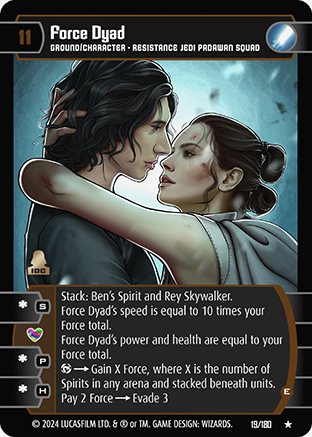 11
Force Dyad
GROUND/CHARACTER - RESISTANCE JEDI PADAWAN SQUAD
IDC
* S
* P
* H
Stack: Ben's Spirit and Rey Skywalker.
Force Dyad's speed is equal to 10 times your
Force total.
Force Dyad's power and health are equal to your
Force total.
→ Gain X Force, where X is the number of
Spirits in any arena and stacked beneath units.
Pay 2 Force → Evade 3
E
© 2024 LUCASFILM LTD. & ® or TM. GAME DESIGN: WIZARDS. 19/180 ★